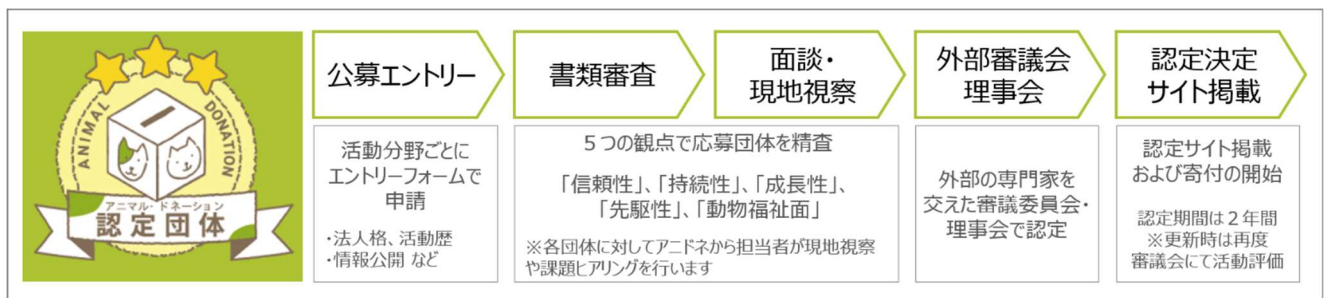 ANIMAL DONATION
アニマル・ドネーション
認定団体
公募エントリー
書類審査
面談・
現地視察
外部審議会
理事会
認定決定
サイト掲載
活動分野ごとに
エントリーフォームで
申請
・法人格、活動歴
・情報公開 など
５つの観点で応募団体を精査
「信頼性」、「持続性」、「成長性」、
「先駆性」、「動物福祉面」
※各団体に対してアニドネから担当者が現地視察
や課題ヒアリングを行います
外部の専門家を
交えた審議委員会・
理事会で認定
認定サイト掲載
および寄付の開始
認定期間は２年間
※更新時は再度
審議会にて活動評価